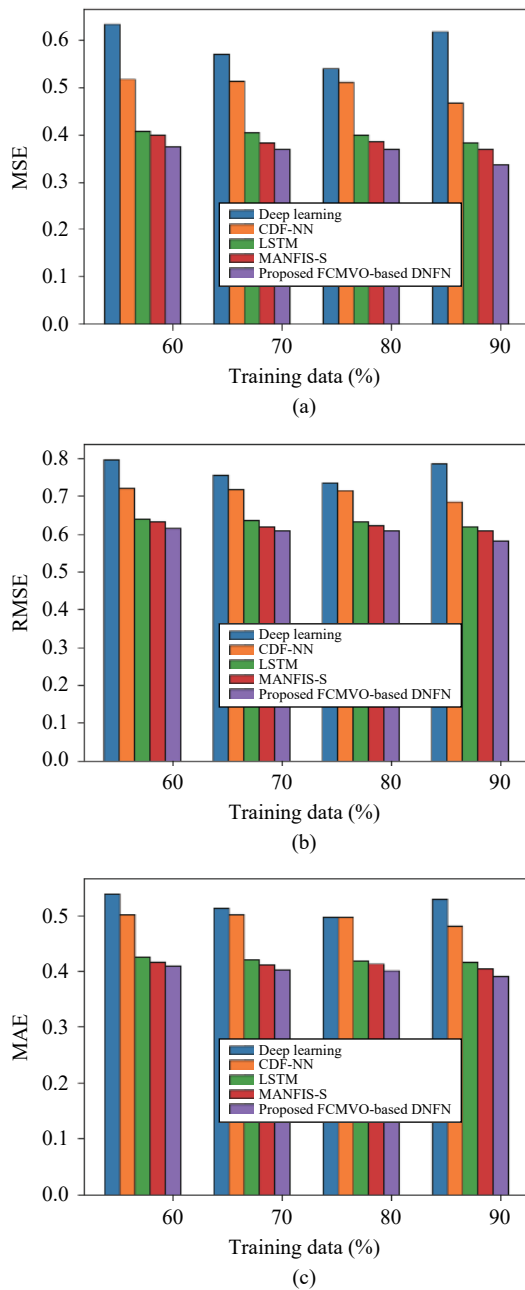 0.6
0.5
0.4
0.3
0.2
0.1
0.0
MSE
Deep learning
CDF-NN
LSTM
MANFIS-S
Proposed FCMVO-based DNFN
60 70 80 90
Training data (%)
(a)
0.8
0.7
0.6
0.5
0.4
0.3
0.2
0.1
0.0
RMSE
Deep learning
CDF-NN
LSTM
MANFIS-S
Proposed FCMVO-based DNFN
60 70 80 90
Training data (%)
(b)
0.5
0.4
0.3
0.2
0.1
0.0
MAE
Deep learning
CDF-NN
LSTM
MANFIS-S
Proposed FCMVO-based DNFN
60 70 80 90
Training data (%)
(c)